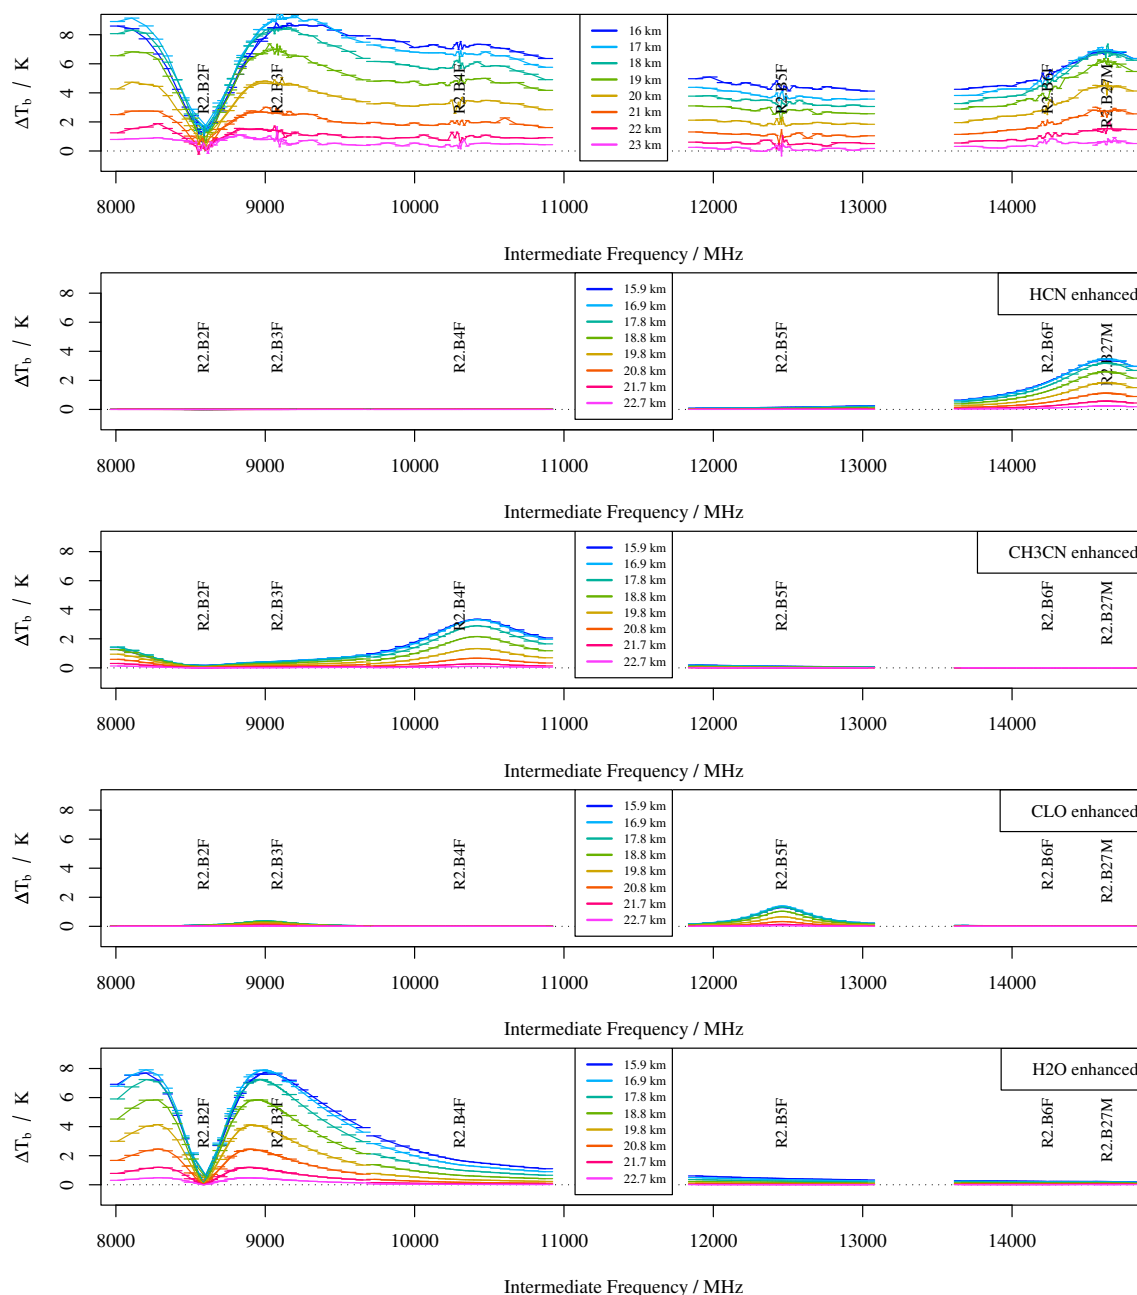 ΔTb / K
0 2 4 6 8
R2.B2F
R2.B3F
R2.B4F
R2.B5F
R2.B6F
R2.B27M
16 km
17 km
18 km
19 km
20 km
21 km
22 km
23 km
8000 9000 10000 11000 12000 13000 14000
Intermediate Frequency / MHz
HCN enhanced
ΔTb / K
0 2 4 6 8
R2.B2F
R2.B3F
R2.B4F
R2.B5F
R2.B6F
R2.B27M
15.9 km
16.9 km
17.8 km
18.8 km
19.8 km
20.8 km
21.7 km
22.7 km
8000 9000 10000 11000 12000 13000 14000
Intermediate Frequency / MHz
CH3CN enhanced
ΔTb / K
0 2 4 6 8
R2.B2F
R2.B3F
R2.B4F
R2.B5F
R2.B6F
R2.B27M
15.9 km
16.9 km
17.8 km
18.8 km
19.8 km
20.8 km
21.7 km
22.7 km
8000 9000 10000 11000 12000 13000 14000
Intermediate Frequency / MHz
CLO enhanced
ΔTb / K
0 2 4 6 8
R2.B2F
R2.B3F
R2.B4F
R2.B5F
R2.B6F
R2.B27M
15.9 km
16.9 km
17.8 km
18.8 km
19.8 km
20.8 km
21.7 km
22.7 km
8000 9000 10000 11000 12000 13000 14000
Intermediate Frequency / MHz
H2O enhanced
ΔTb / K
0 2 4 6 8
R2.B2F
R2.B3F
R2.B4F
R2.B5F
R2.B6F
R2.B27M
15.9 km
16.9 km
17.8 km
18.8 km
19.8 km
20.8 km
21.7 km
22.7 km
8000 9000 10000 11000 12000 13000 14000
Intermediate Frequency / MHz